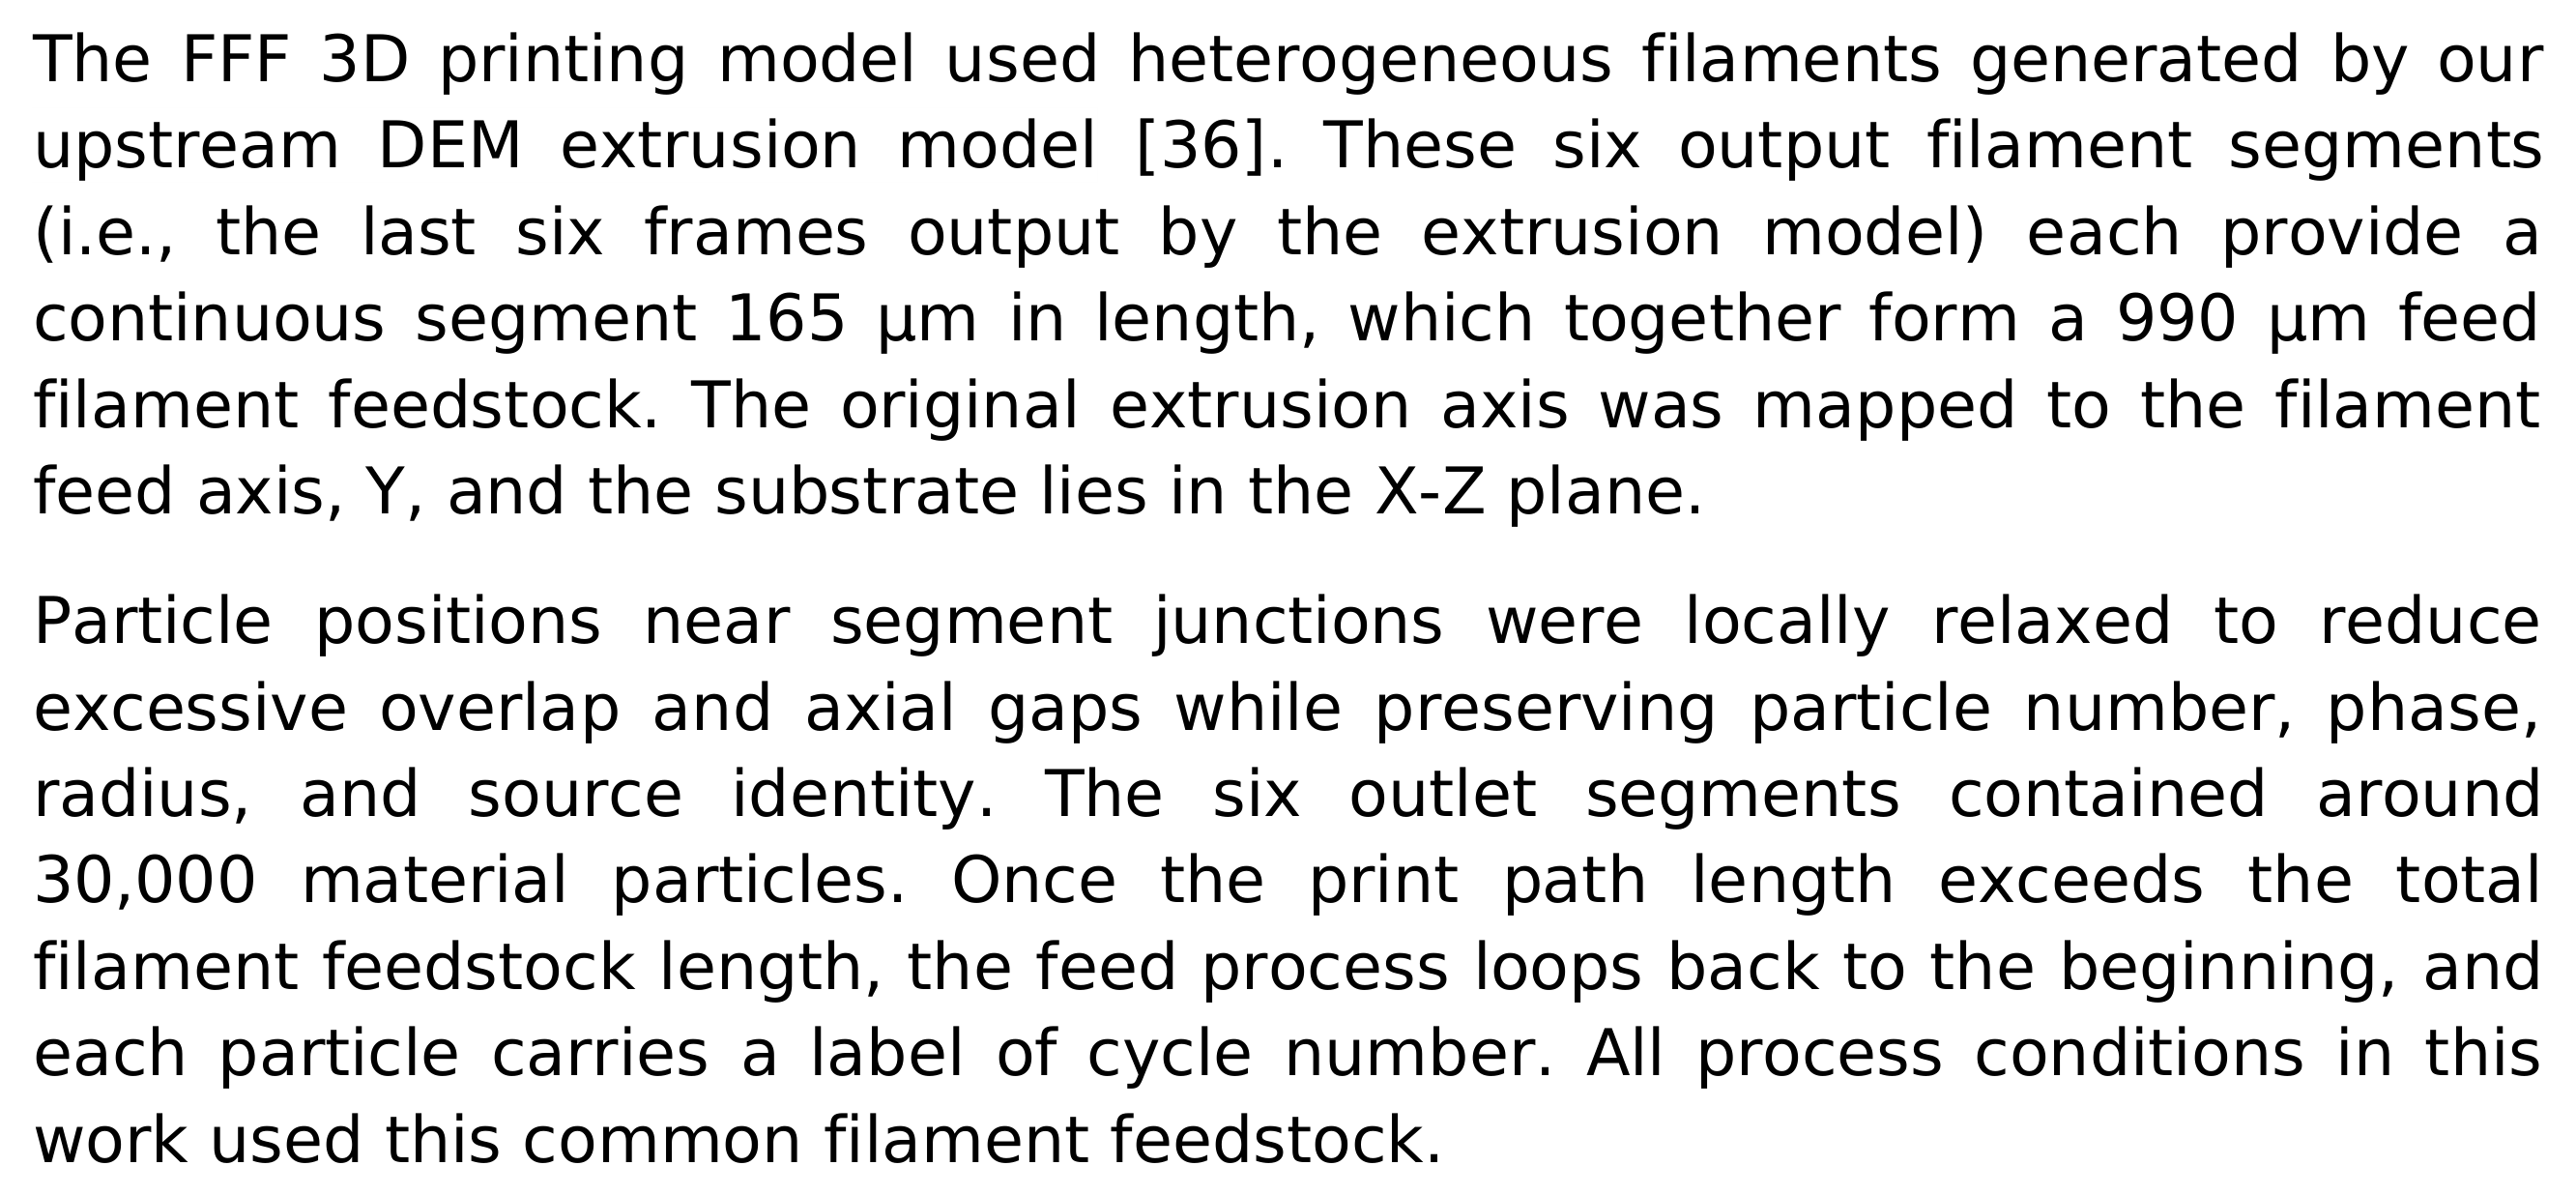 The FFF 3D printing model used heterogeneous filaments generated by our
upstream DEM extrusion model [36]. These six output filament segments
(i.e., the last six frames output by the extrusion model) each provide a
continuous segment 165 µm in length, which together form a 990 µm feed
filament feedstock. The original extrusion axis was mapped to the filament
feed axis, Y, and the substrate lies in the X-Z plane.
Particle positions near segment junctions were locally relaxed to reduce
excessive overlap and axial gaps while preserving particle number, phase,
radius, and source identity. The six outlet segments contained around
30,000 material particles. Once the print path length exceeds the total
filament feedstock length, the feed process loops back to the beginning, and
each particle carries a label of cycle number. All process conditions in this
work used this common filament feedstock.